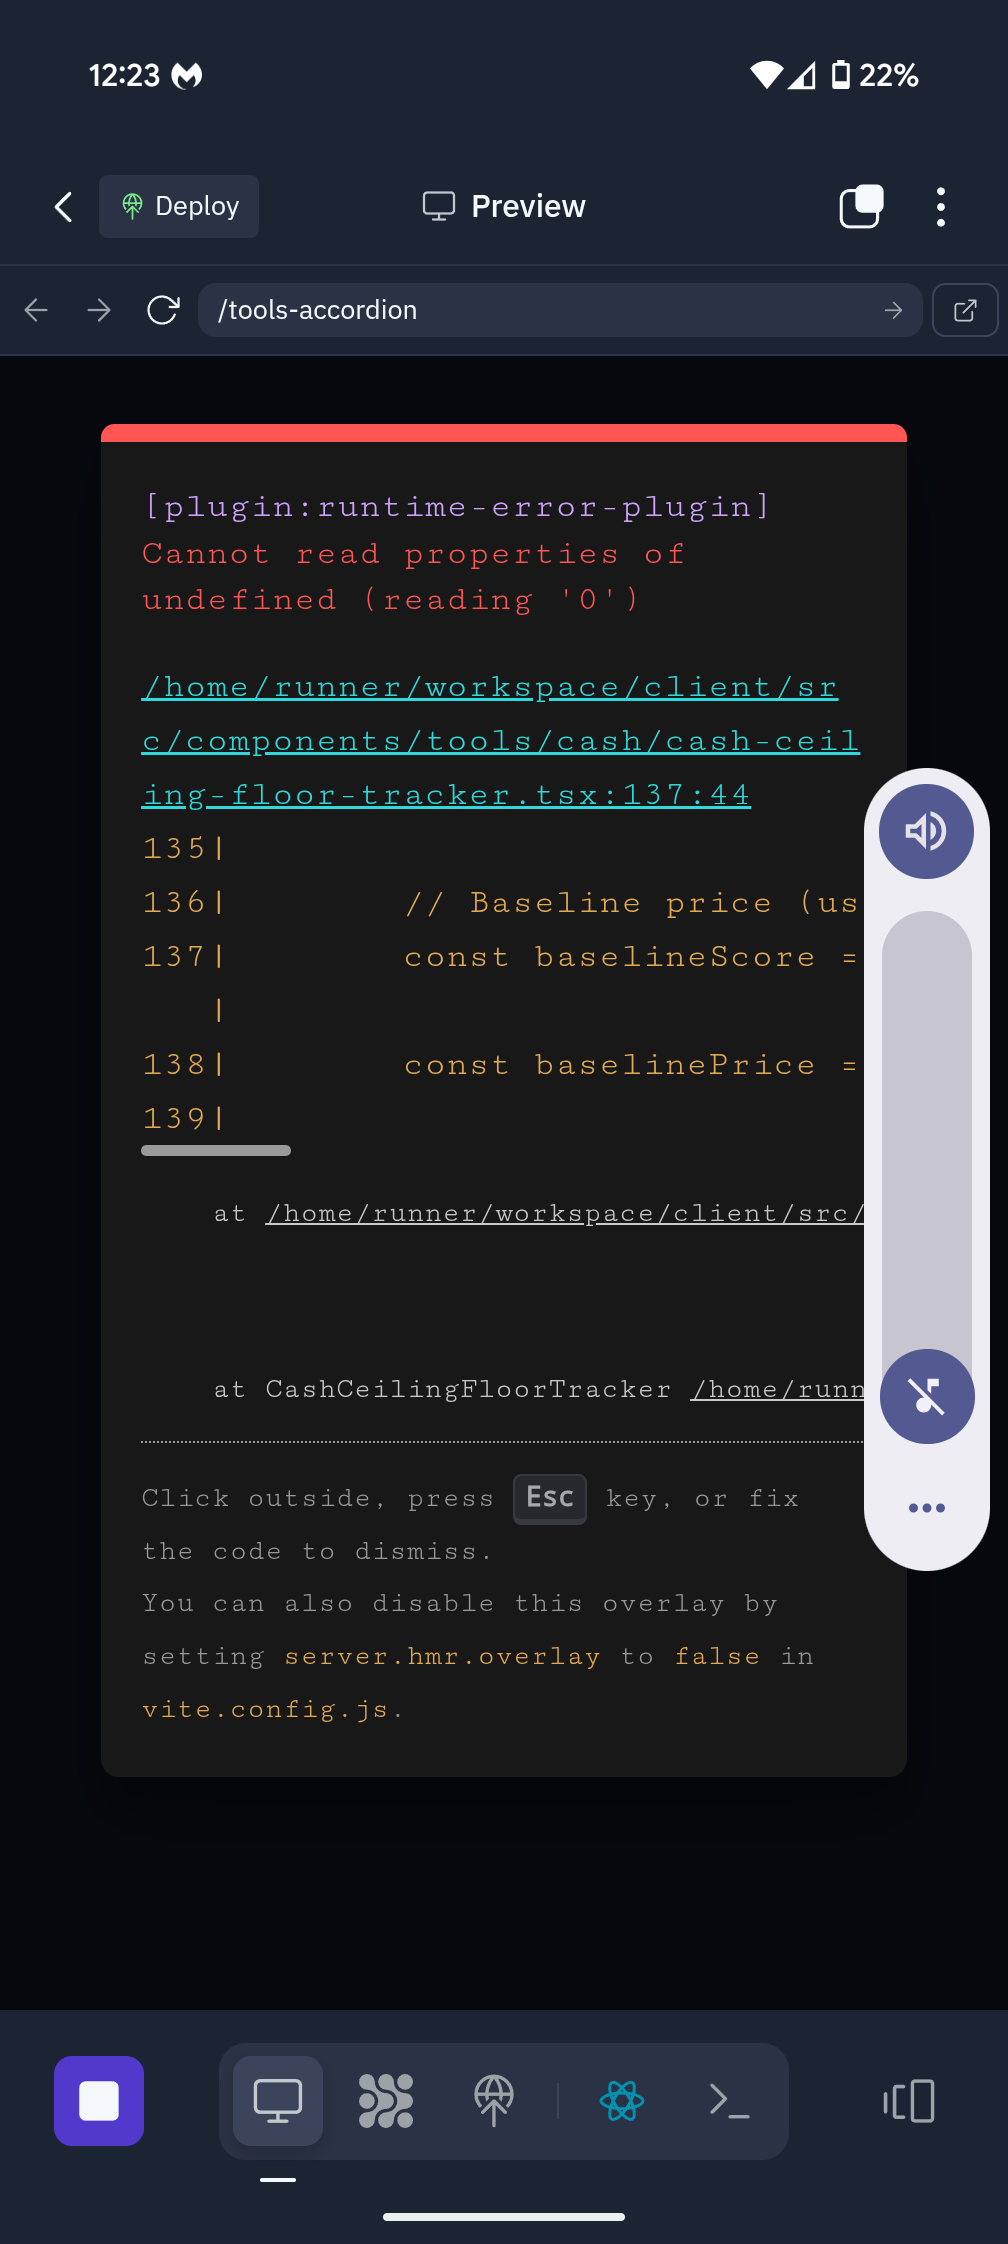 12:23
22%
Deploy
Preview
/tools-accordion
[plugin:runtime-error-plugin]
Cannot read properties of
undefined (reading '0')
/home/runner/workspace/client/sr
c/components/tools/cash/cash-ceil
ing-floor-tracker.tsx:137:44
135|
136|        // Baseline price (us
137|        const baselineScore =
|
138|        const baselinePrice =
139|
at /home/runner/workspace/client/src/
at CashCeilingFloorTracker /home/runn
Click outside, press Esc key, or fix
the code to dismiss.
You can also disable this overlay by
setting server.hmr.overlay to false in
vite.config.js.